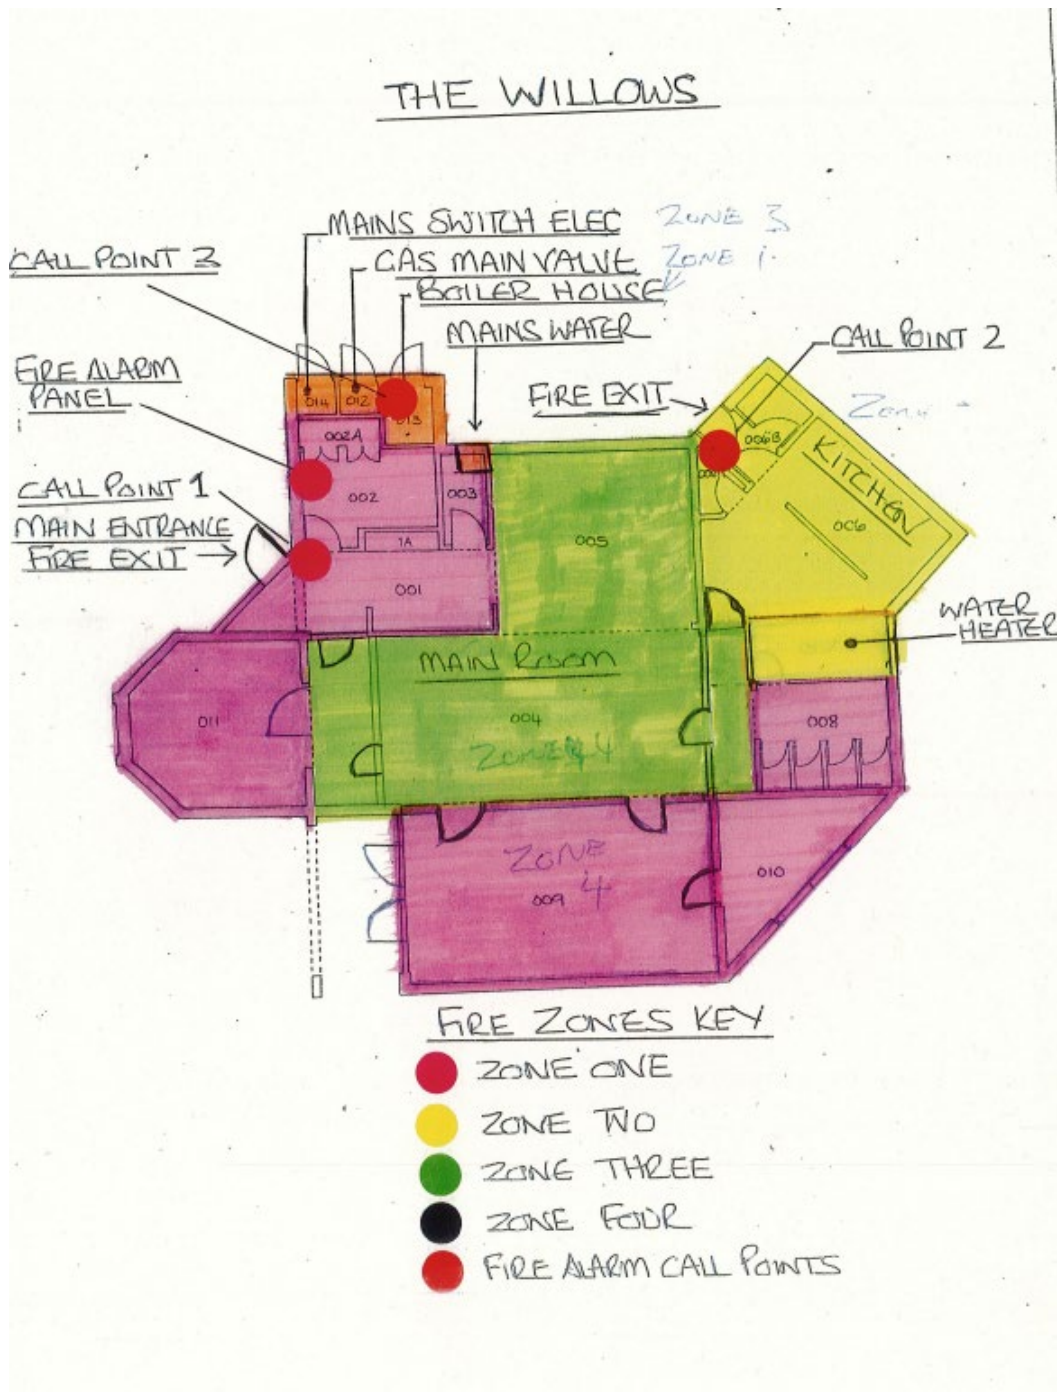 THE WILLOWS
MAINS SWITCH ELEC ZONE 3
CALL POINT 3
GAS MAIN VALVE ZONE 1
BOILER HOUSE
MAINS WATER
CALL POINT 2
FIRE ALARM
PANEL
FIRE EXIT
014
012
013
002A
006B
KITCHEN
CALL POINT 1
002
003
MAIN ENTRANCE
FIRE EXIT
1A
005
006
001
WATER
HEATER
MAIN ROOM
011
004
008
ZONE 4
ZONE
4
009
010
FIRE ZONES KEY
ZONE ONE
ZONE TWO
ZONE THREE
ZONE FOUR
FIRE ALARM CALL POINTS